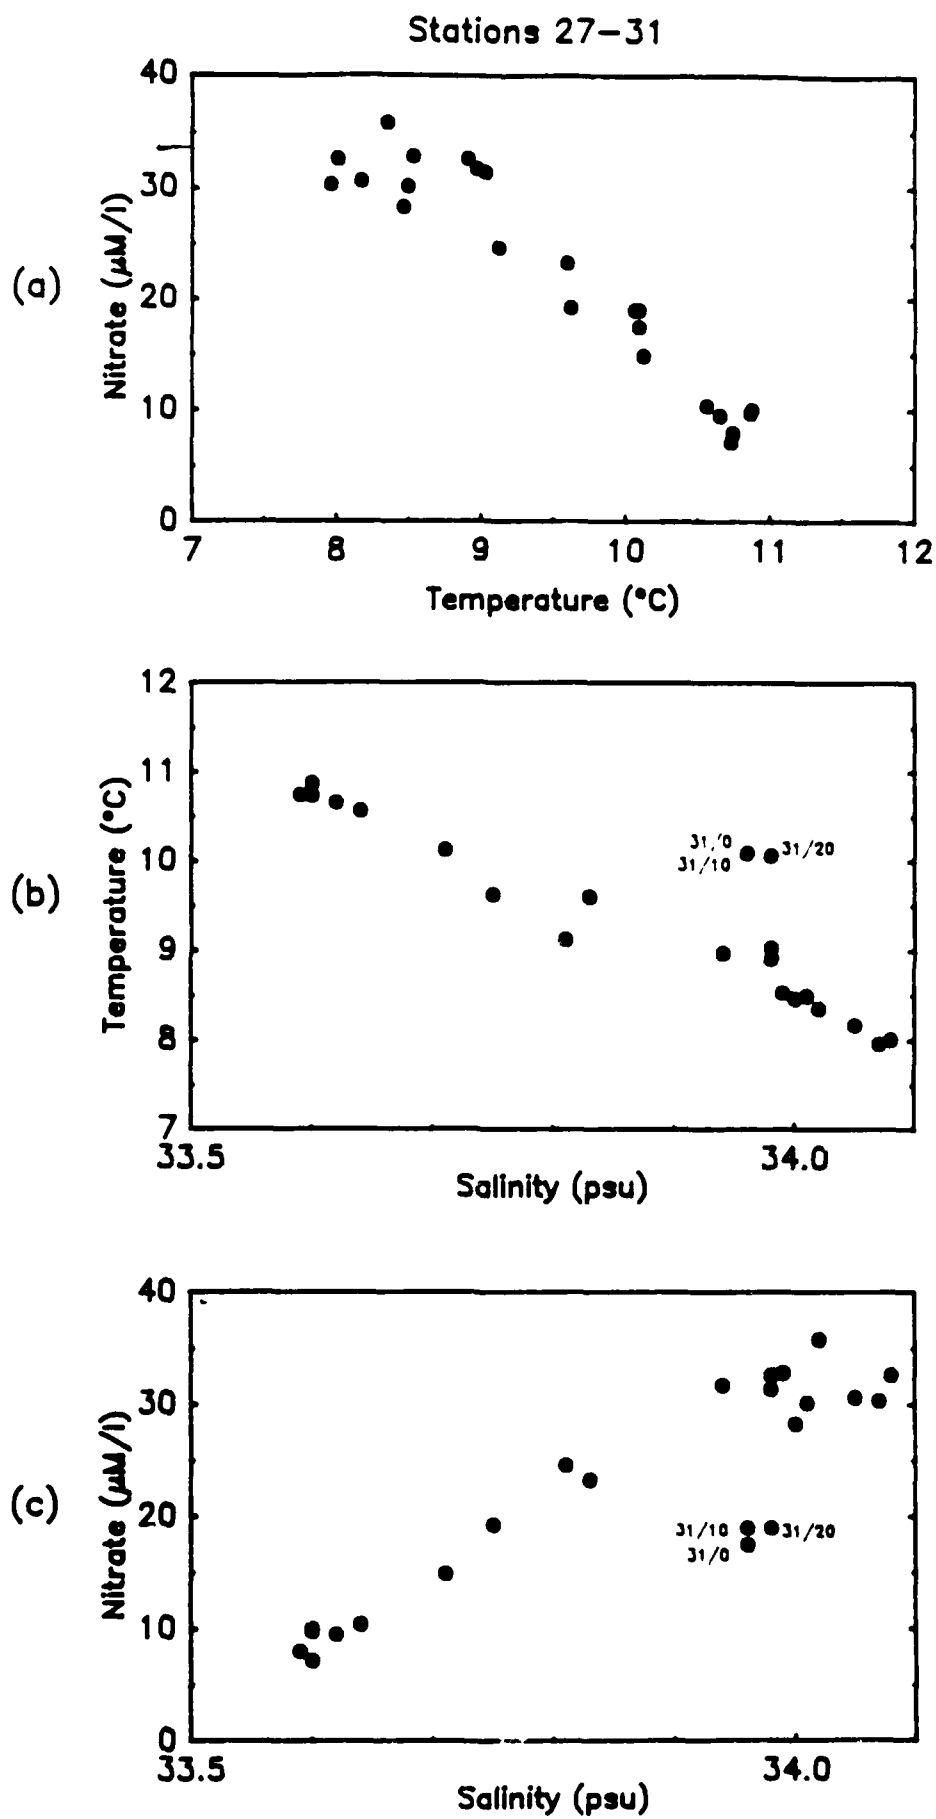 Stations 27-31
40
30
20
10
0
Nitrate (μM/l)
(a)
7 8 9 10 11 12
Temperature (°C)
12
11
10
9
8
7
Temperature (°C)
(b)
31/0
31/10
31/20
33.5 34.0
Salinity (psu)
40
30
20
10
0
Nitrate (μM/l)
(c)
31/10
31/20
31/0
33.5 34.0
Salinity (psu)